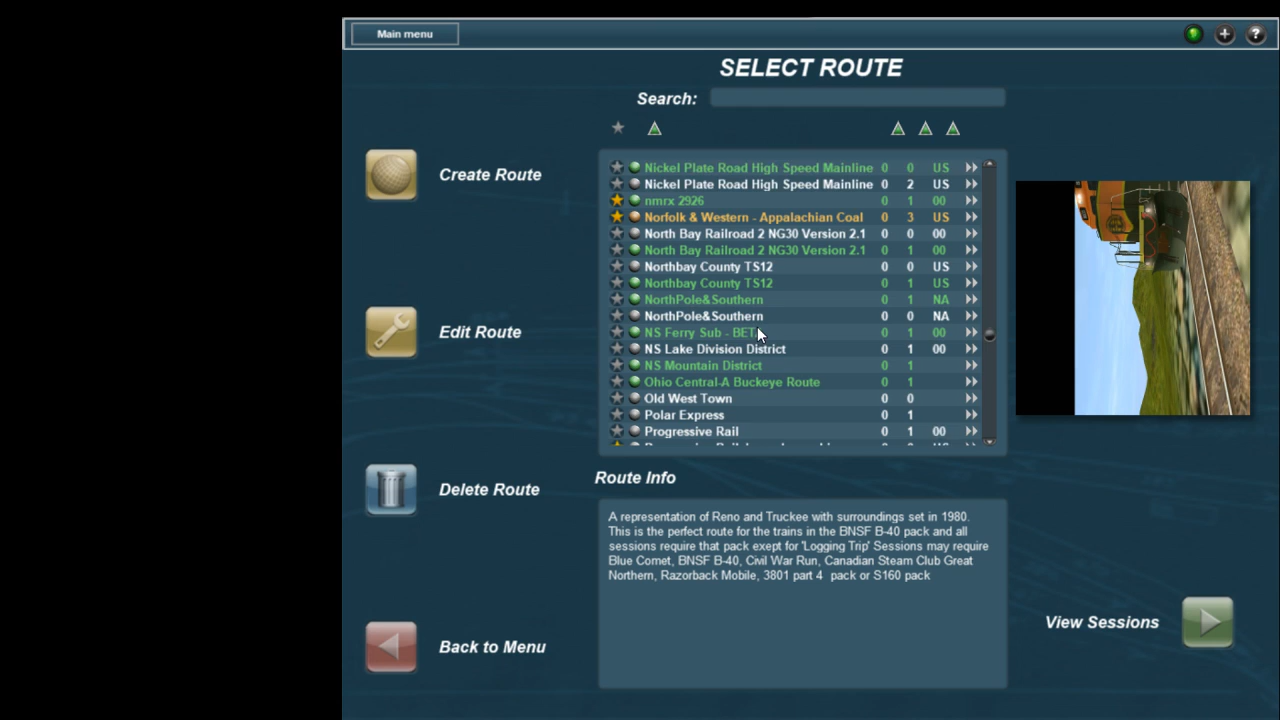 Main menu
?
SELECT ROUTE
Search:
Create Route
Edit Route
Delete Route
Back to Menu
Nickel Plate Road High Speed Mainline 0 0 US
Nickel Plate Road High Speed Mainline 0 2 US
nmrx 2926 0 1 00
Norfolk & Western - Appalachian Coal 0 3 US
North Bay Railroad 2 NG30 Version 2.1 0 0 00
North Bay Railroad 2 NG30 Version 2.1 0 1 00
Northbay County TS12 0 0 US
Northbay County TS12 0 1 US
NorthPole&Southern 0 1 NA
NorthPole&Southern 0 0 NA
NS Ferry Sub - BET 0 1 00
NS Lake Division District 0 1 00
NS Mountain District 0 1
Ohio Central-A Buckeye Route 0 1
Old West Town 0 0
Polar Express 0 1
Progressive Rail 0 1 00
Route Info
A representation of Reno and Truckee with surroundings set in 1980.
This is the perfect route for the trains in the BNSF B-40 pack and all
sessions require that pack exept for 'Logging Trip' Sessions may require
Blue Comet, BNSF B-40, Civil War Run, Canadian Steam Club Great
Northern, Razorback Mobile, 3801 part 4 pack or S160 pack
View Sessions